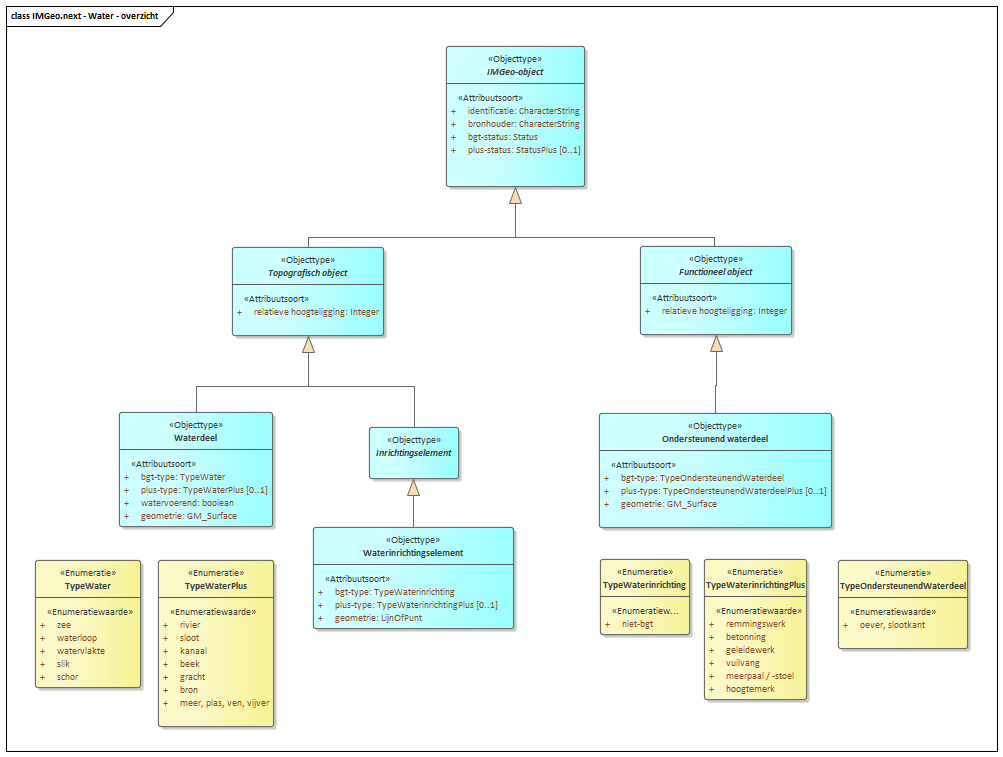 class IMGeo.next - Water - overzicht
«Objecttype»
IMGeo-object
«Attribuutsoort»
+ identificatie: CharacterString
+ bronhouder: CharacterString
+ bgt-status: Status
+ plus-status: StatusPlus [0..1]
«Objecttype»
Topografisch object
«Attribuutsoort»
+ relatieve hoogteligging: Integer
«Objecttype»
Functioneel object
«Attribuutsoort»
+ relatieve hoogteligging: Integer
«Objecttype»
Waterdeel
«Attribuutsoort»
+ bgt-type: TypeWater
+ plus-type: TypeWaterPlus [0..1]
+ watervoerend: boolean
+ geometrie: GM_Surface
«Objecttype»
Inrichtingselement
«Objecttype»
Ondersteunend waterdeel
«Attribuutsoort»
+ bgt-type: TypeOndersteunendWaterdeel
+ plus-type: TypeOndersteunendWaterdeelPlus [0..1]
+ geometrie: GM_Surface
«Objecttype»
Waterinrichtingselement
«Attribuutsoort»
+ bgt-type: TypeWaterinrichting
+ plus-type: TypeWaterinrichtingPlus [0..1]
+ geometrie: LijnOfPunt
«Enumeratie»
TypeWater
«Enumeratiewaarde»
+ zee
+ waterloop
+ watervlakte
+ slik
+ schor
«Enumeratie»
TypeWaterPlus
«Enumeratiewaarde»
+ rivier
+ sloot
+ kanaal
+ beek
+ gracht
+ bron
+ meer, plas, ven, vijver
«Enumeratie»
TypeWaterinrichting
«Enumeratiew...
+ niet-bgt
«Enumeratie»
TypeWaterinrichtingPlus
«Enumeratiewaarde»
+ remmingswerk
+ betonning
+ geleidewerk
+ vuilvang
+ meerpaal / -stoel
+ hoogtemerk
«Enumeratie»
TypeOndersteunendWaterdeel
«Enumeratiewaarde»
+ oever, slootkant